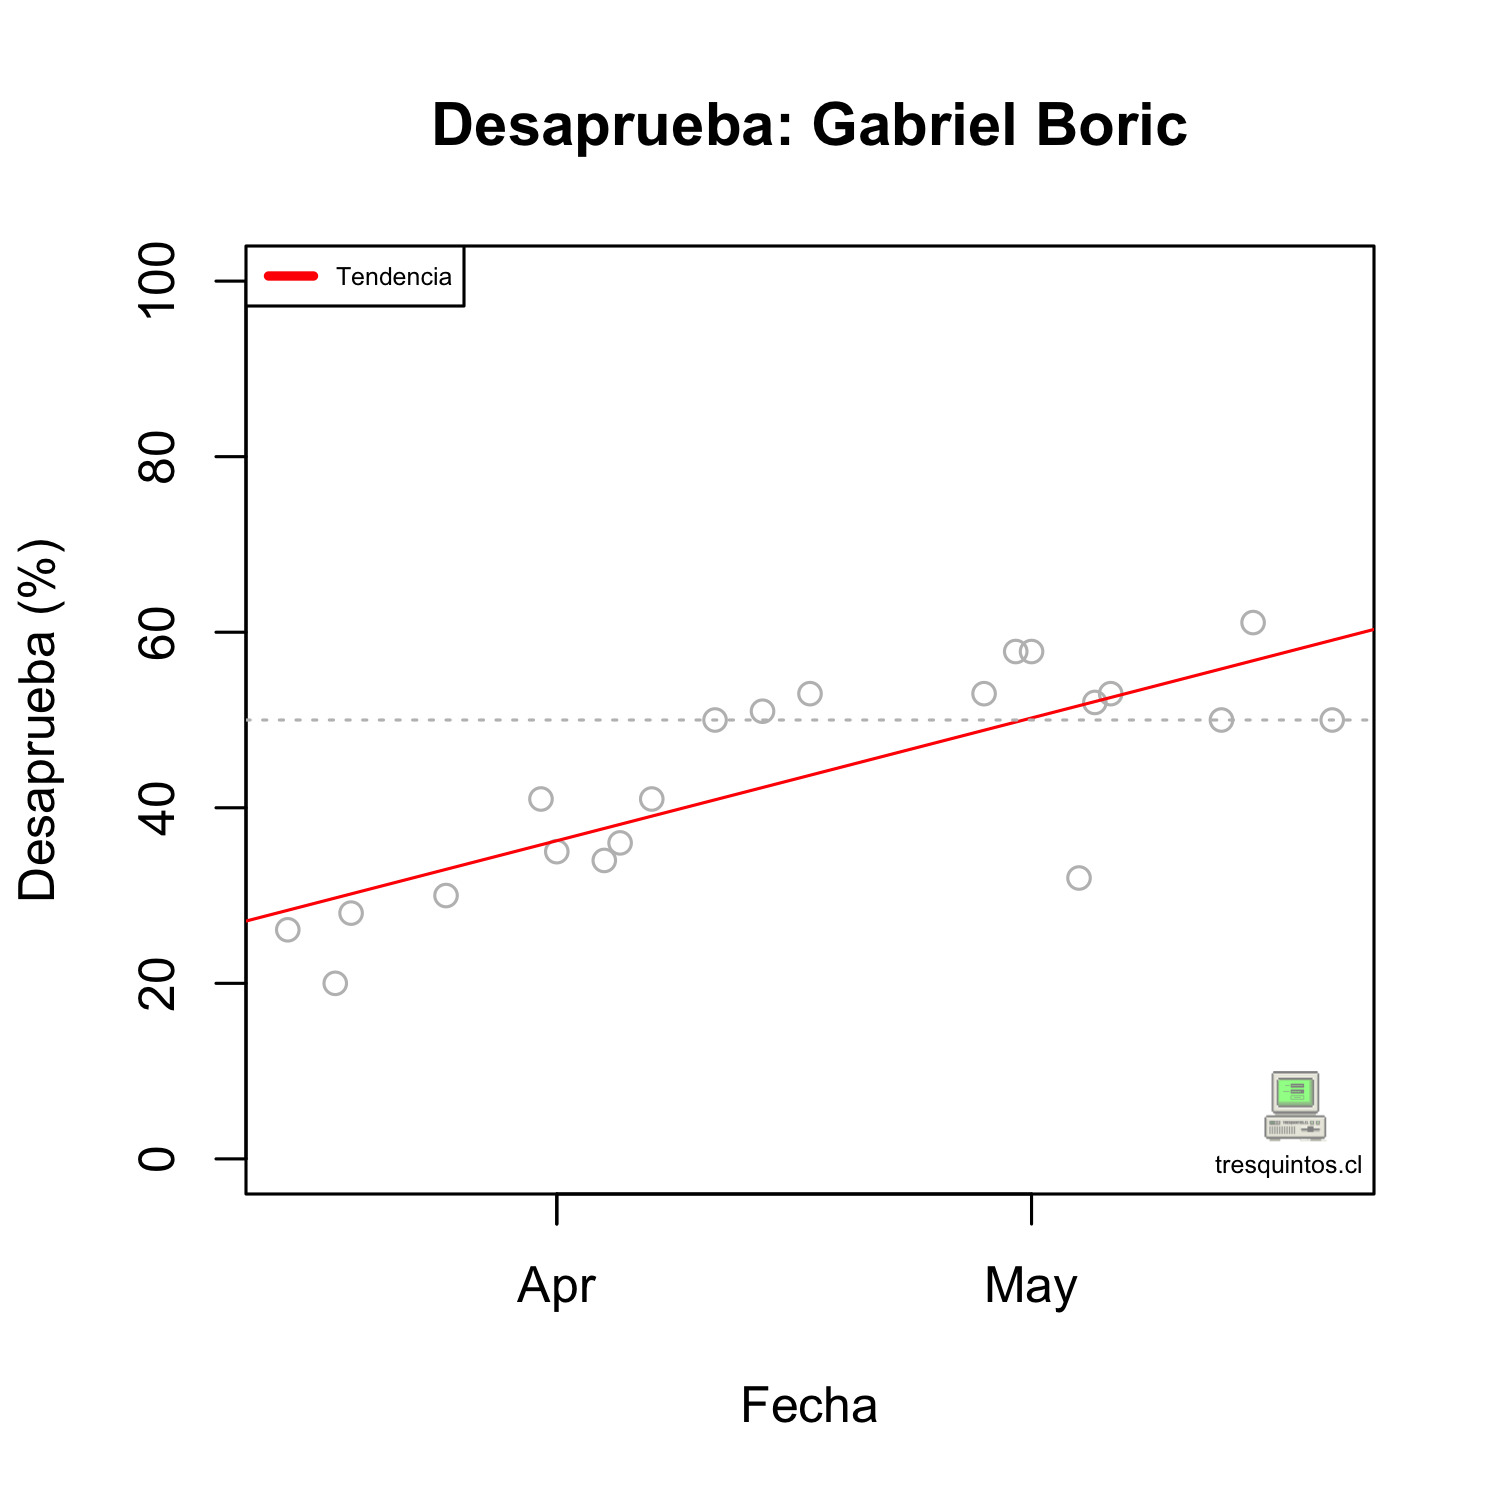 Desaprueba: Gabriel Boric
Tendencia
100
80
60
40
20
0
Desaprueba (%)
tresquintos.cl
Apr
May
Fecha